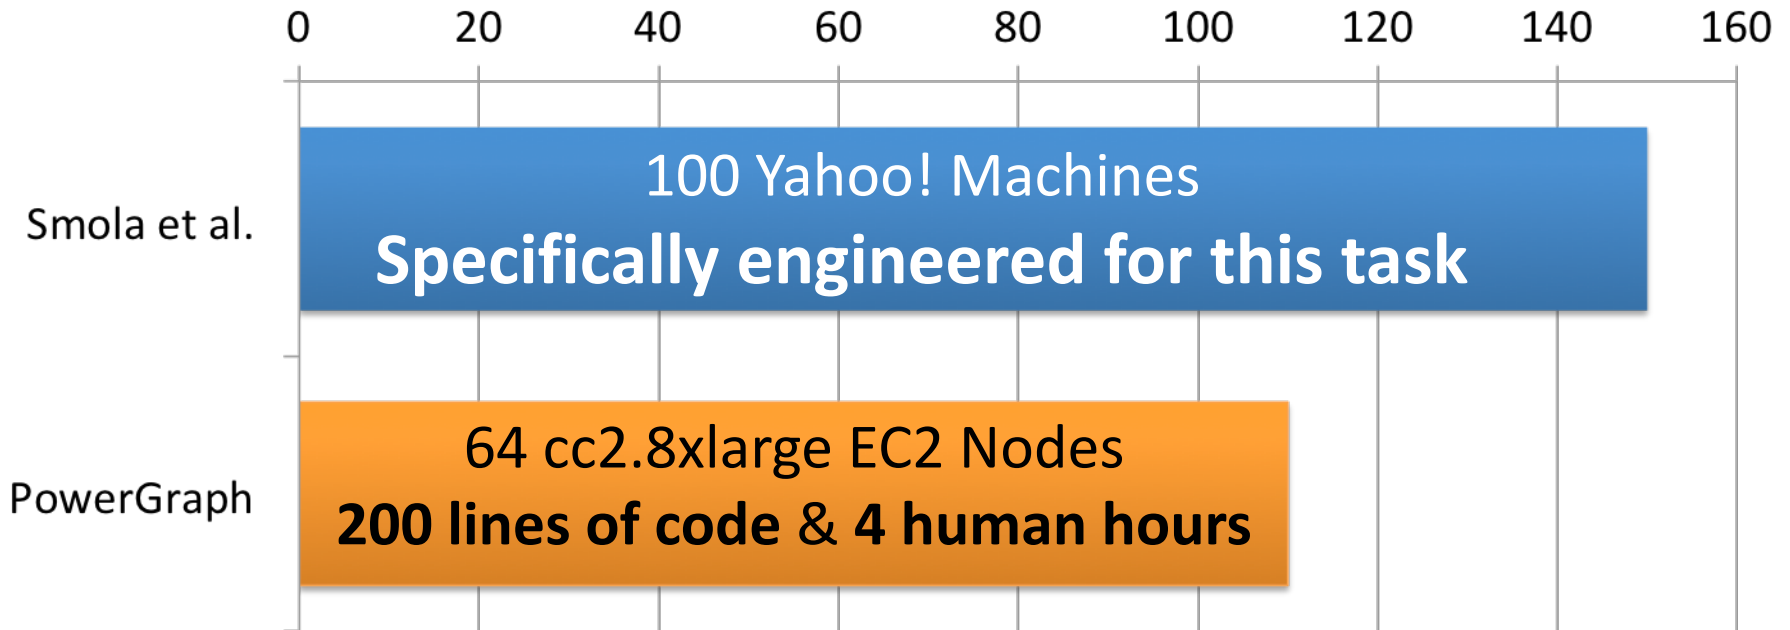 0 20 40 60 80 100 120 140 160
Smola et al.
100 Yahoo! Machines
Specifically engineered for this task
PowerGraph
64 cc2.8xlarge EC2 Nodes
200 lines of code & 4 human hours